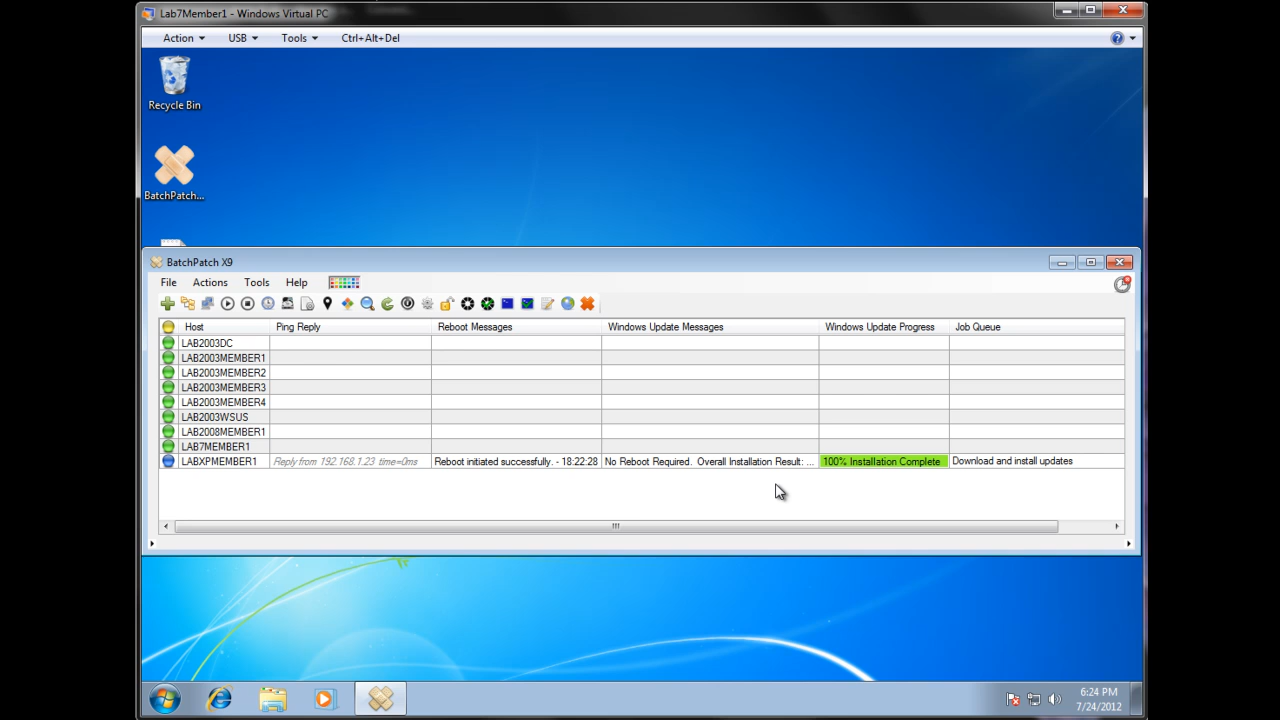 Lab7Member1 - Windows Virtual PC
Action USB Tools Ctrl+Alt+Del
Recycle Bin
BatchPatch...
BatchPatch X9
File Actions Tools Help
Host Ping Reply Reboot Messages Windows Update Messages Windows Update Progress Job Queue
LAB2003DC
LAB2003MEMBER1
LAB2003MEMBER2
LAB2003MEMBER3
LAB2003MEMBER4
LAB2003WSUS
LAB2008MEMBER1
LAB7MEMBER1
LABXPMEMBER1 Reply from 192.168.1.23 time=0ms Reboot initiated successfully. - 18:22:28 No Reboot Required. Overall Installation Result: ... 100% Installation Complete Download and install updates
6:24 PM
7/24/2012